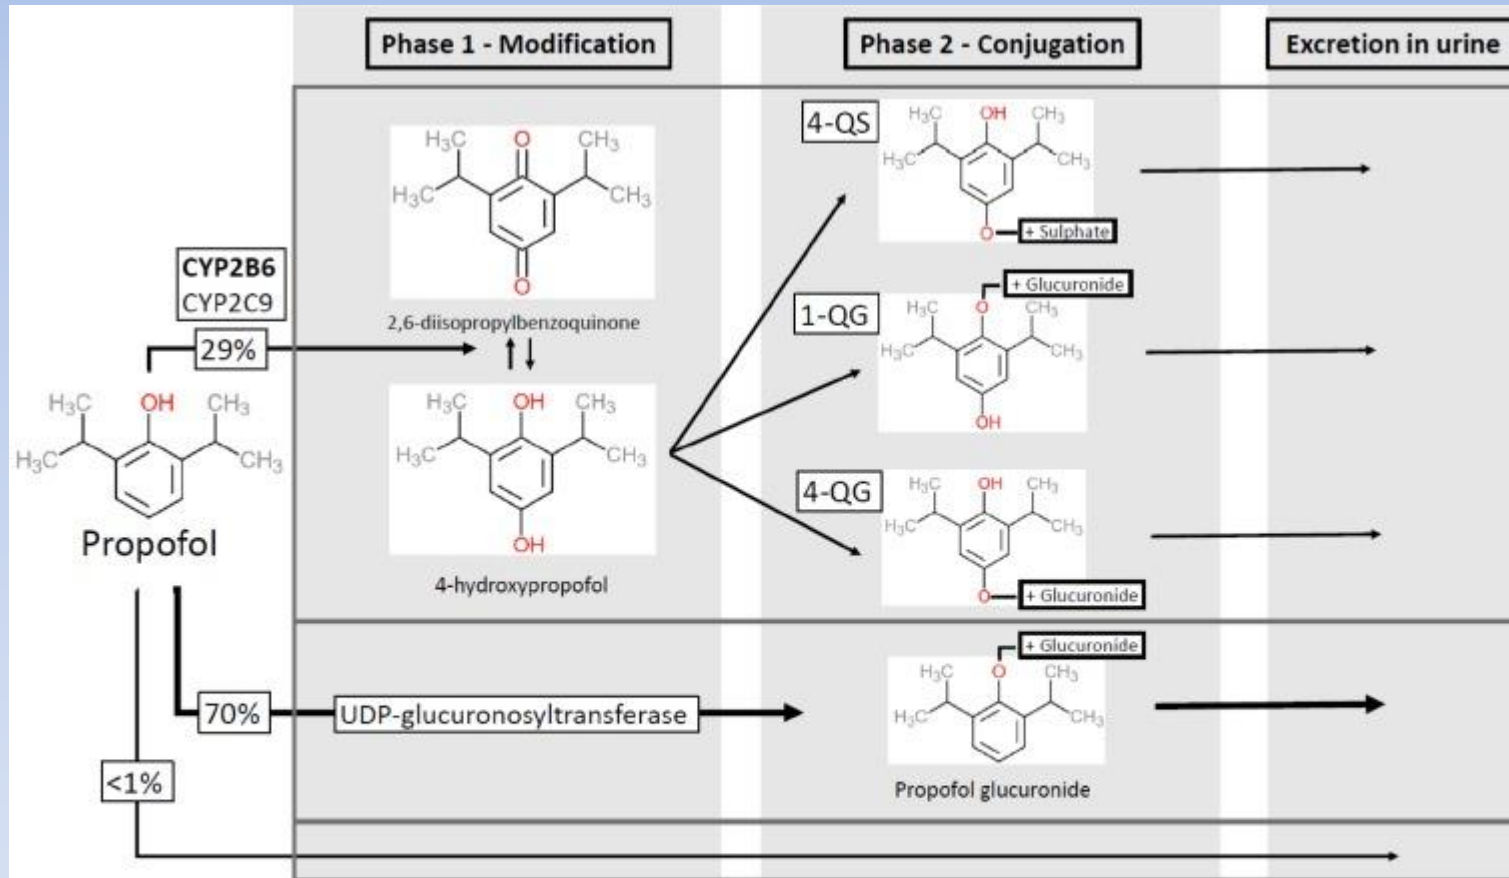 Phase 1 - Modification
Phase 2 - Conjugation
Excretion in urine
H₃C
O
CH₃
H₃C
CH₃
O
2,6-diisopropylbenzoquinone
4-QS
H₃C
OH
CH₃
H₃C
CH₃
O
+ Sulphate
CYP2B6
CYP2C9
29%
1-QG
+ Glucuronide
O
H₃C
CH₃
H₃C
CH₃
OH
H₃C
OH
CH₃
H₃C
CH₃
Propofol
H₃C
OH
CH₃
H₃C
CH₃
OH
4-hydroxypropofol
4-QG
H₃C
OH
CH₃
H₃C
CH₃
O
+ Glucuronide
70%
UDP-glucuronosyltransferase
+ Glucuronide
O
H₃C
CH₃
H₃C
CH₃
Propofol glucuronide
<1%